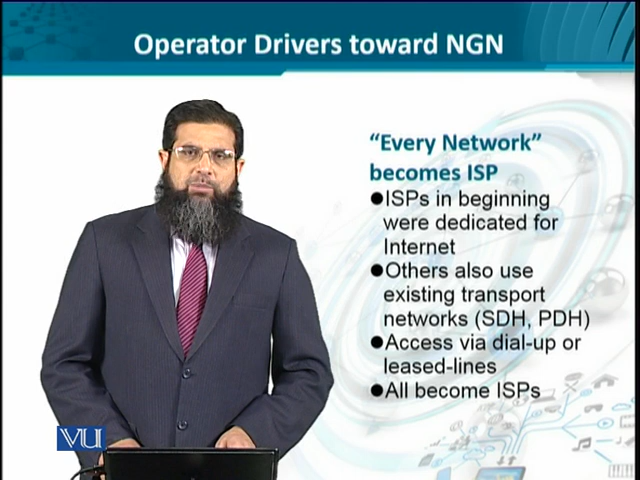 Operator Drivers toward NGN
“Every Network”
becomes ISP
●ISPs in beginning
were dedicated for
Internet
●Others also use
existing transport
networks (SDH, PDH)
●Access via dial-up or
leased-lines
●All become ISPs
VU